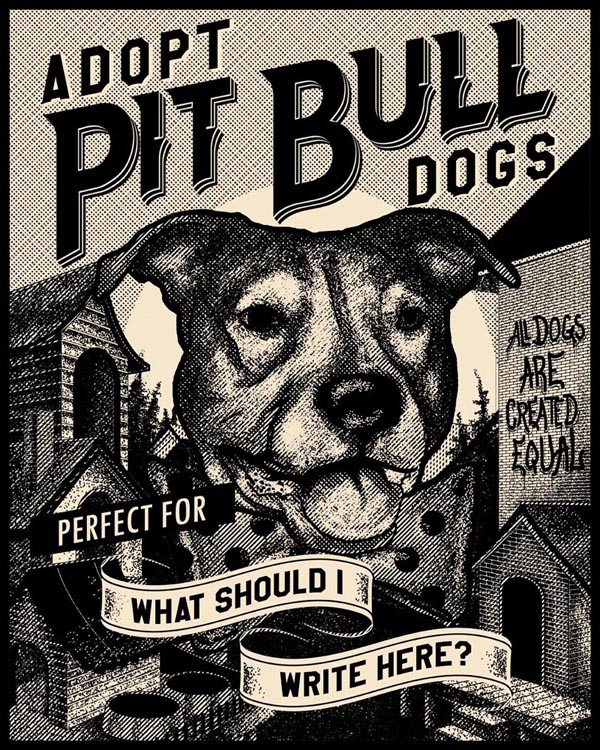 ADOPT
PIT BULL
DOGS
ALL DOGS
ARE
CREATED
EQUAL
PERFECT FOR
WHAT SHOULD I
WRITE HERE?